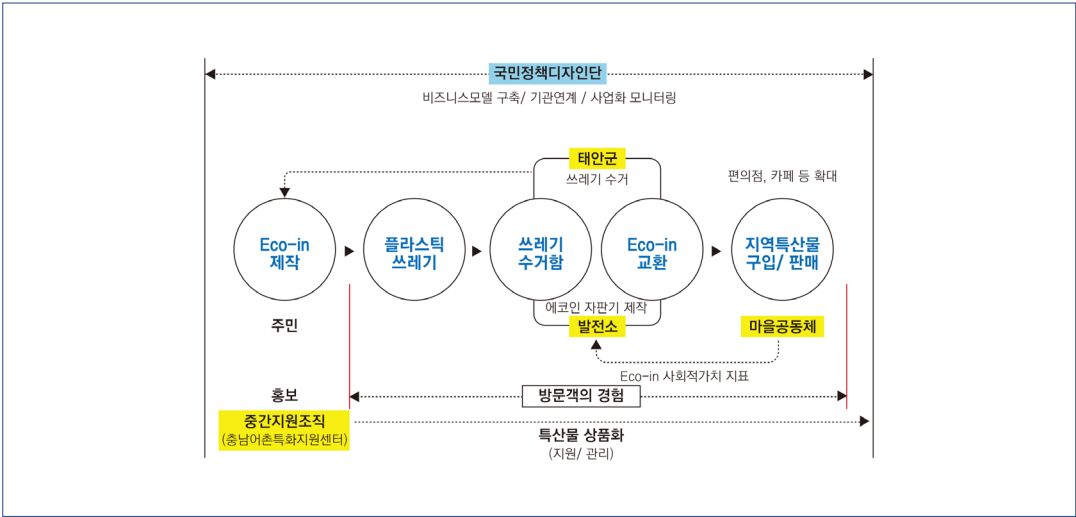 국민정책디자인단
비즈니스모델 구축/ 기관연계 / 사업화 모니터링
태안군
쓰레기 수거
편의점, 카페 등 확대
Eco-in
제작
플라스틱
쓰레기
쓰레기
수거함
Eco-in
교환
지역특산물
구입/ 판매
에코인 자판기 제작
주민
발전소
마을공동체
Eco-in 사회적가치 지표
홍보
방문객의 경험
중간지원조직
(충남어촌특화지원센터)
특산물 상품화
(지원/ 관리)